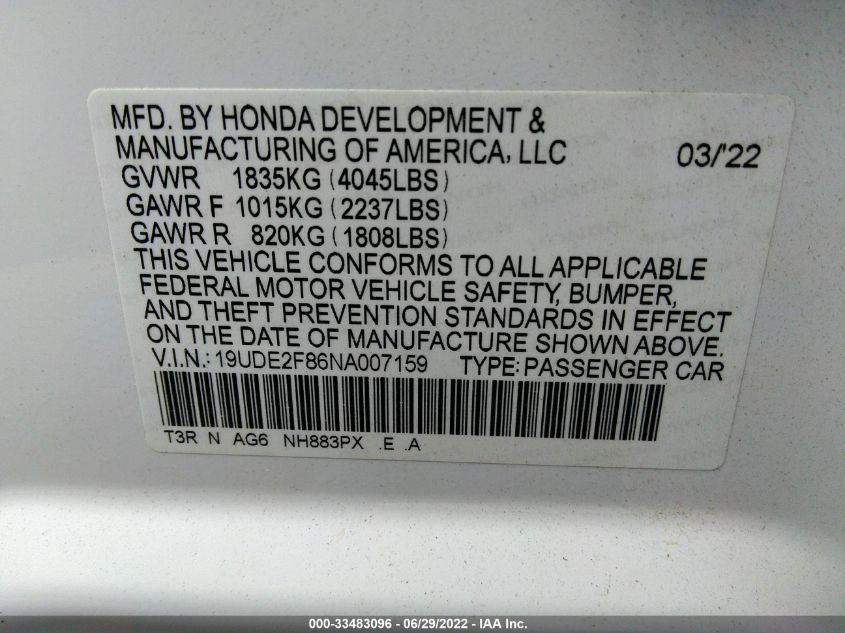 MFD. BY HONDA DEVELOPMENT &
MANUFACTURING OF AMERICA, LLC 03/'22
GVWR 1835KG (4045LBS)
GAWR F 1015KG (2237LBS)
GAWR R 820KG (1808LBS)
THIS VEHICLE CONFORMS TO ALL APPLICABLE
FEDERAL MOTOR VEHICLE SAFETY, BUMPER,
AND THEFT PREVENTION STANDARDS IN EFFECT
ON THE DATE OF MANUFACTURE SHOWN ABOVE.
V.I.N.: 19UDE2F86NA007159 TYPE: PASSENGER CAR
T3R N AG6 NH883PX .E .A
000-33483096 - 06/29/2022 - IAA Inc.